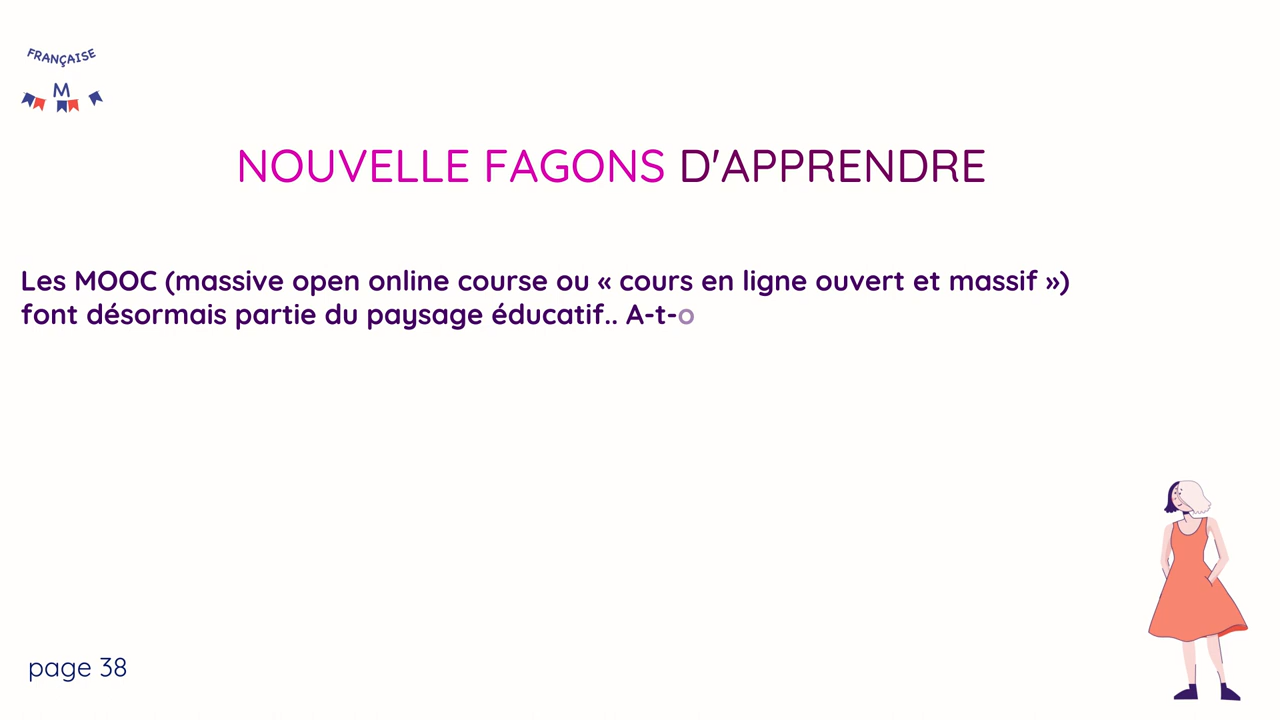 FRANÇAISE
M
NOUVELLE FAGONS D'APPRENDRE
Les MOOC (massive open online course ou « cours en ligne ouvert et massif »)
font désormais partie du paysage éducatif.. A-t-o
page 38